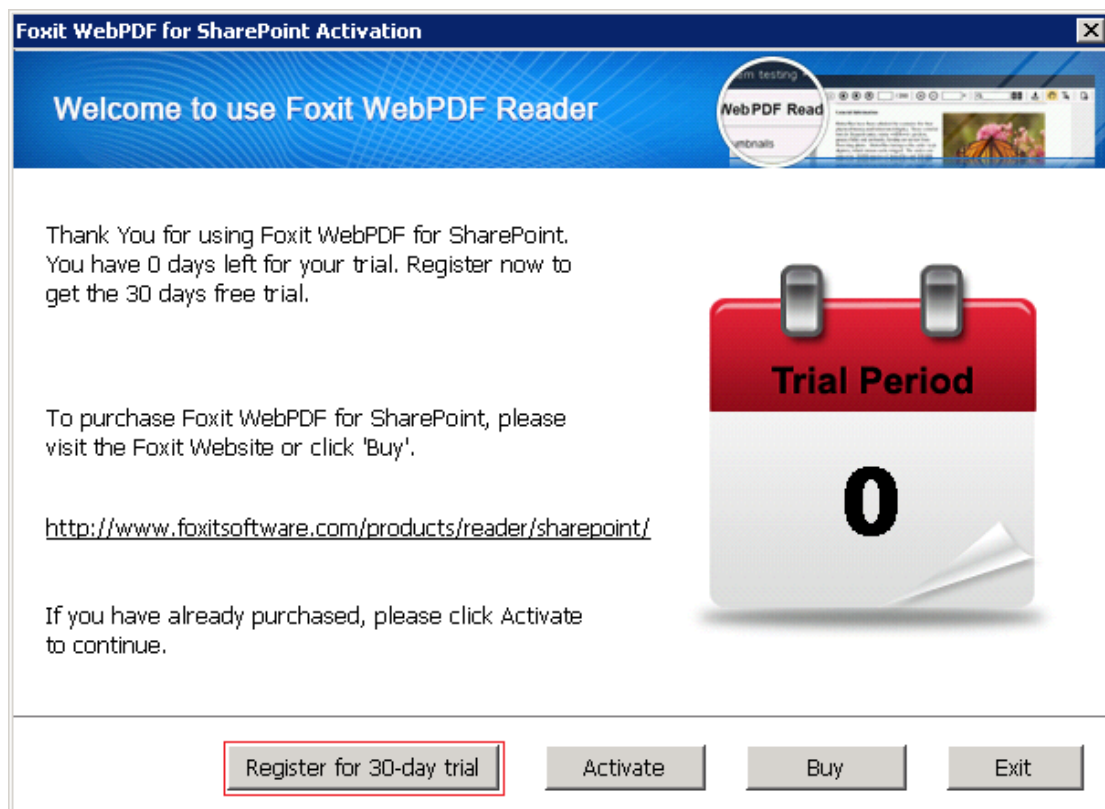 Foxit WebPDF for SharePoint Activation
Welcome to use Foxit WebPDF Reader
em testing
WebPDF Read
mbnails
Thank You for using Foxit WebPDF for SharePoint.
You have 0 days left for your trial. Register now to
get the 30 days free trial.
Trial Period
0
To purchase Foxit WebPDF for SharePoint, please
visit the Foxit Website or click 'Buy'.
http://www.foxitsoftware.com/products/reader/sharepoint/
If you have already purchased, please click Activate
to continue.
Register for 30-day trial
Activate
Buy
Exit